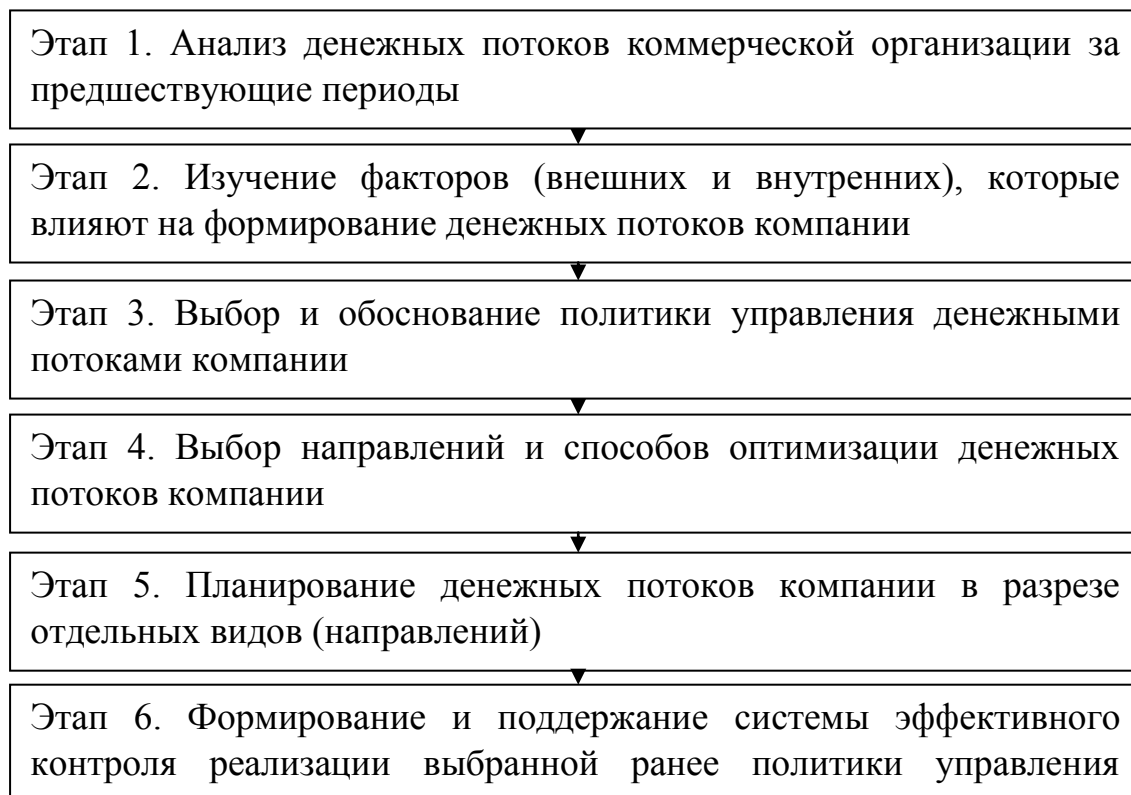 Этап 1. Анализ денежных потоков коммерческой организации за
предшествующие периоды
Этап 2. Изучение факторов (внешних и внутренних), которые
влияют на формирование денежных потоков компании
Этап 3. Выбор и обоснование политики управления денежными
потоками компании
Этап 4. Выбор направлений и способов оптимизации денежных
потоков компании
Этап 5. Планирование денежных потоков компании в разрезе
отдельных видов (направлений)
Этап 6. Формирование и поддержание системы эффективного
контроля реализации выбранной ранее политики управления